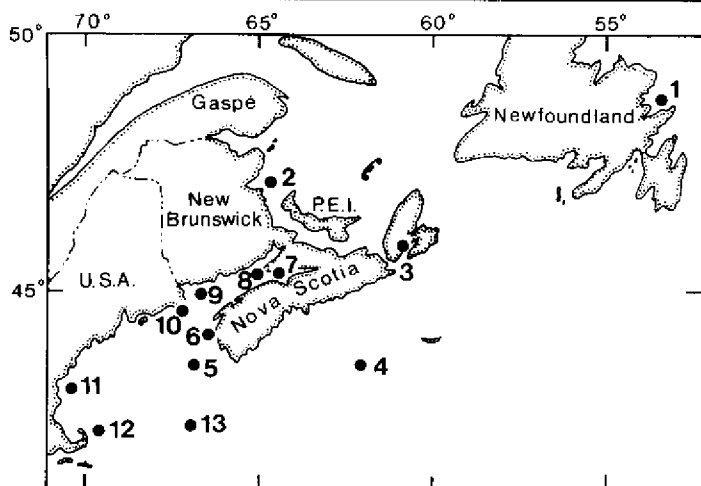 70° 65° 60° 55°
50°
Gaspé
1
Newfoundland
2
New
Brunswick
P.E.I.
3
U.S.A.
8 7
9
Nova Scotia
45°
10
6
5
4
11
12
13